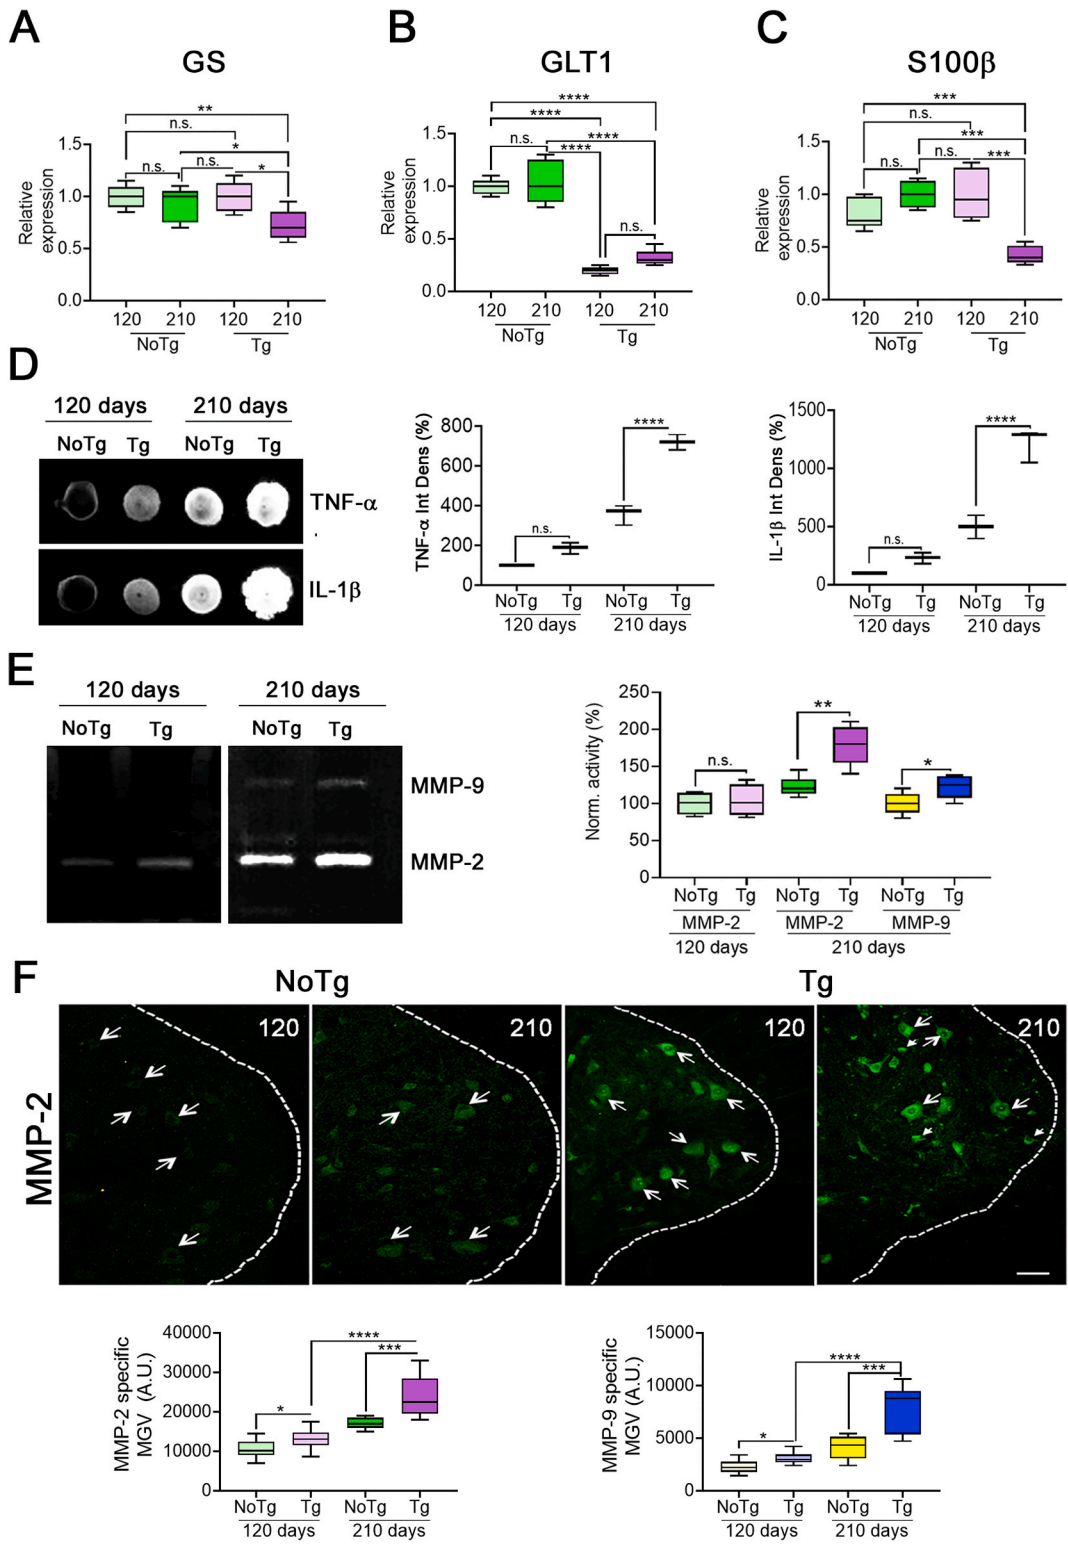 A
B
C
GS
GLT1
S100β
**
n.s.
*
n.s.
n.s.
*
1.5
1.0
0.5
0.0
Relative
expression
120
210
120
210
NoTg
Tg
****
****
n.s.
****
****
n.s.
1.5
1.0
0.5
0.0
Relative
expression
120
210
120
210
NoTg
Tg
***
n.s.
***
n.s.
n.s.
***
1.5
1.0
0.5
0.0
Relative
expression
120
210
120
210
NoTg
Tg
D
120 days
210 days
NoTg
Tg
NoTg
Tg
TNF-α
IL-1β
TNF-α Int Dens (%)
800
600
400
200
0
n.s.
****
NoTg
Tg
NoTg
Tg
120 days
210 days
IL-1β Int Dens (%)
1500
1000
500
0
n.s.
****
NoTg
Tg
NoTg
Tg
120 days
210 days
E
120 days
210 days
NoTg
Tg
NoTg
Tg
MMP-9
MMP-2
Norm. activity (%)
250
200
150
100
50
0
n.s.
**
*
NoTg
Tg
NoTg
Tg
NoTg
Tg
MMP-2
MMP-2
MMP-9
120 days
210 days
F
NoTg
Tg
MMP-2
120
210
120
210
MMP-2 specific
MGV (A.U.)
40000
30000
20000
10000
0
*
****
***
NoTg
Tg
NoTg
Tg
120 days
210 days
MMP-9 specific
MGV (A.U.)
15000
10000
5000
0
*
****
***
NoTg
Tg
NoTg
Tg
120 days
210 days